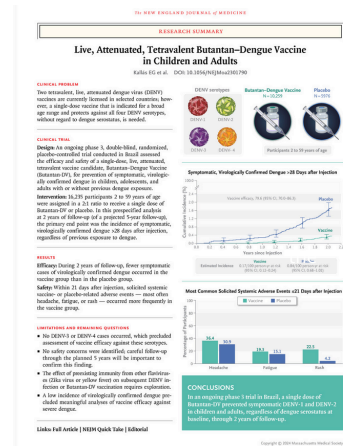 The NEW ENGLAND JOURNAL of MEDICINE
RESEARCH SUMMARY
Live, Attenuated, Tetravalent Butantan–Dengue Vaccine
in Children and Adults
Kallás EG et al. DOI: 10.1056/NEJMoa2301790
CLINICAL PROBLEM
Two tetravalent, live, attenuated dengue virus (DENV)
vaccines are currently licensed in selected countries; how-
ever, a single-dose vaccine that is indicated for a broad
age range and protects against all four DENV serotypes,
without regard to dengue serostatus, is needed.
CLINICAL TRIAL
Design: An ongoing phase 3, double-blind, randomized,
placebo-controlled trial conducted in Brazil assessed
the efficacy and safety of a single-dose, live, attenuated,
tetravalent vaccine candidate, Butantan–Dengue Vaccine
(Butantan-DV), for prevention of symptomatic, virologic-
ally confirmed dengue in children, adolescents, and
adults with or without previous dengue exposure.
Intervention: 16,235 participants 2 to 59 years of age
were assigned in a 2:1 ratio to receive a single dose of
Butantan-DV or placebo. In this prespecified analysis
at 2 years of follow-up (of a projected 5-year follow-up),
the primary end point was the incidence of symptomatic,
virologically confirmed dengue >28 days after injection,
regardless of previous exposure to dengue.
RESULTS
Efficacy: During 2 years of follow-up, fewer symptomatic
cases of virologically confirmed dengue occurred in the
vaccine group than in the placebo group.
Safety: Within 21 days after injection, solicited systemic
vaccine- or placebo-related adverse events — most often
headache, fatigue, or rash — occurred more frequently in
the vaccine group.
LIMITATIONS AND REMAINING QUESTIONS
• No DENV-3 or DENV-4 cases occurred, which precluded
assessment of vaccine efficacy against these serotypes.
• No safety concerns were identified; careful follow-up
through the planned 5 years will be important to
confirm this finding.
• The effect of preexisting immunity from other flavivirus-
es (Zika virus or yellow fever) on subsequent DENV in-
fection or Butantan-DV vaccination requires exploration.
• A low incidence of virologically confirmed dengue pre-
cluded meaningful analyses of vaccine efficacy against
severe dengue.
Links: Full Article | NEJM Quick Take | Editorial
DENV serotypes
DENV-1
DENV-2
DENV-3
DENV-4
Butantan–Dengue Vaccine
N=10,259
Placebo
N=5976
Participants 2 to 59 years of age
Symptomatic, Virologically Confirmed Dengue >28 Days after Injection
Cumulative Incidence (%)
Placebo
Vaccine
Years since Injection
Vaccine
Placebo
Estimated incidence
Most Common Solicited Systemic Adverse Events ≤21 Days after Injection
Vaccine
Placebo
Percentage of Participants
Headache
Fatigue
Rash
CONCLUSIONS
In an ongoing phase 3 trial in Brazil, a single dose of
Butantan-DV prevented symptomatic DENV-1 and DENV-2
in children and adults, regardless of dengue serostatus at
baseline, through 2 years of follow-up.
Copyright © 2024 Massachusetts Medical Society